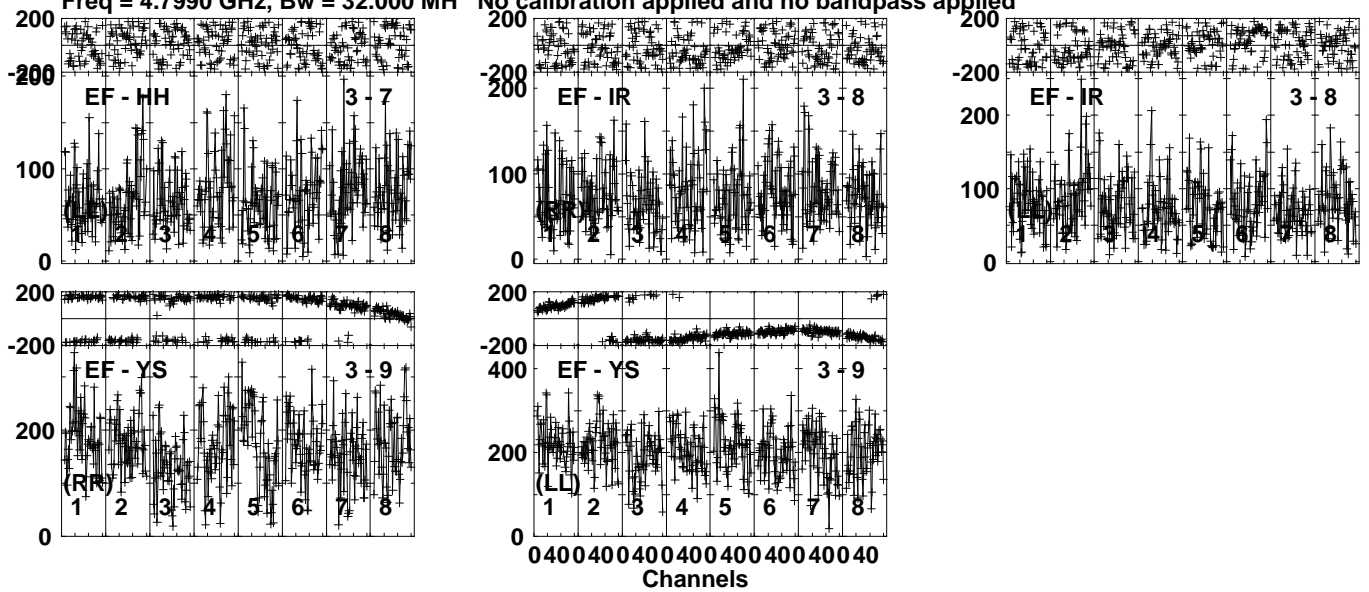 Freq = 4.7990 GHz, Bw = 32.000 MH No calibration applied and no bandpass applied
200
-200
200
EF - HH 3 - 7
100
(LL)
1 2 3 4 5 6 7 8
0
200
-200
200
EF - IR 3 - 8
100
(RR)
1 2 3 4 5 6 7 8
0
200
-200
200
EF - IR 3 - 8
100
(LL)
1 2 3 4 5 6 7 8
0
200
-200
EF - YS 3 - 9
200
(RR)
1 2 3 4 5 6 7 8
0
200
-200
400
EF - YS 3 - 9
200
(LL)
1 2 3 4 5 6 7 8
0
0 40 0 40 0 40 0 40 0 40 0 40 0 40 0 40
Channels